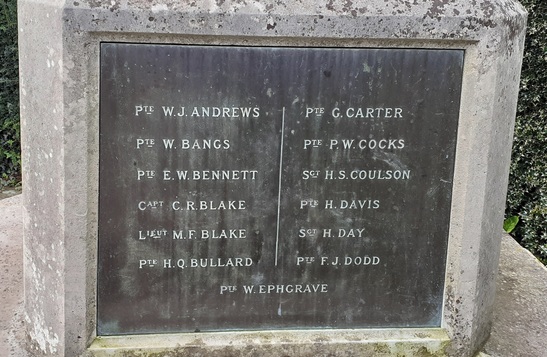 PTE W.J.ANDREWS
PTE W.BANGS
PTE E.W.BENNETT
CAPT C.R.BLAKE
LIEUT M.F.BLAKE
PTE H.Q.BULLARD
PTE G.CARTER
PTE P.W.COCKS
SGT H.S.COULSON
PTE H.DAVIS
SGT H.DAY
PTE F.J.DODD
PTE W.EPHGRAVE